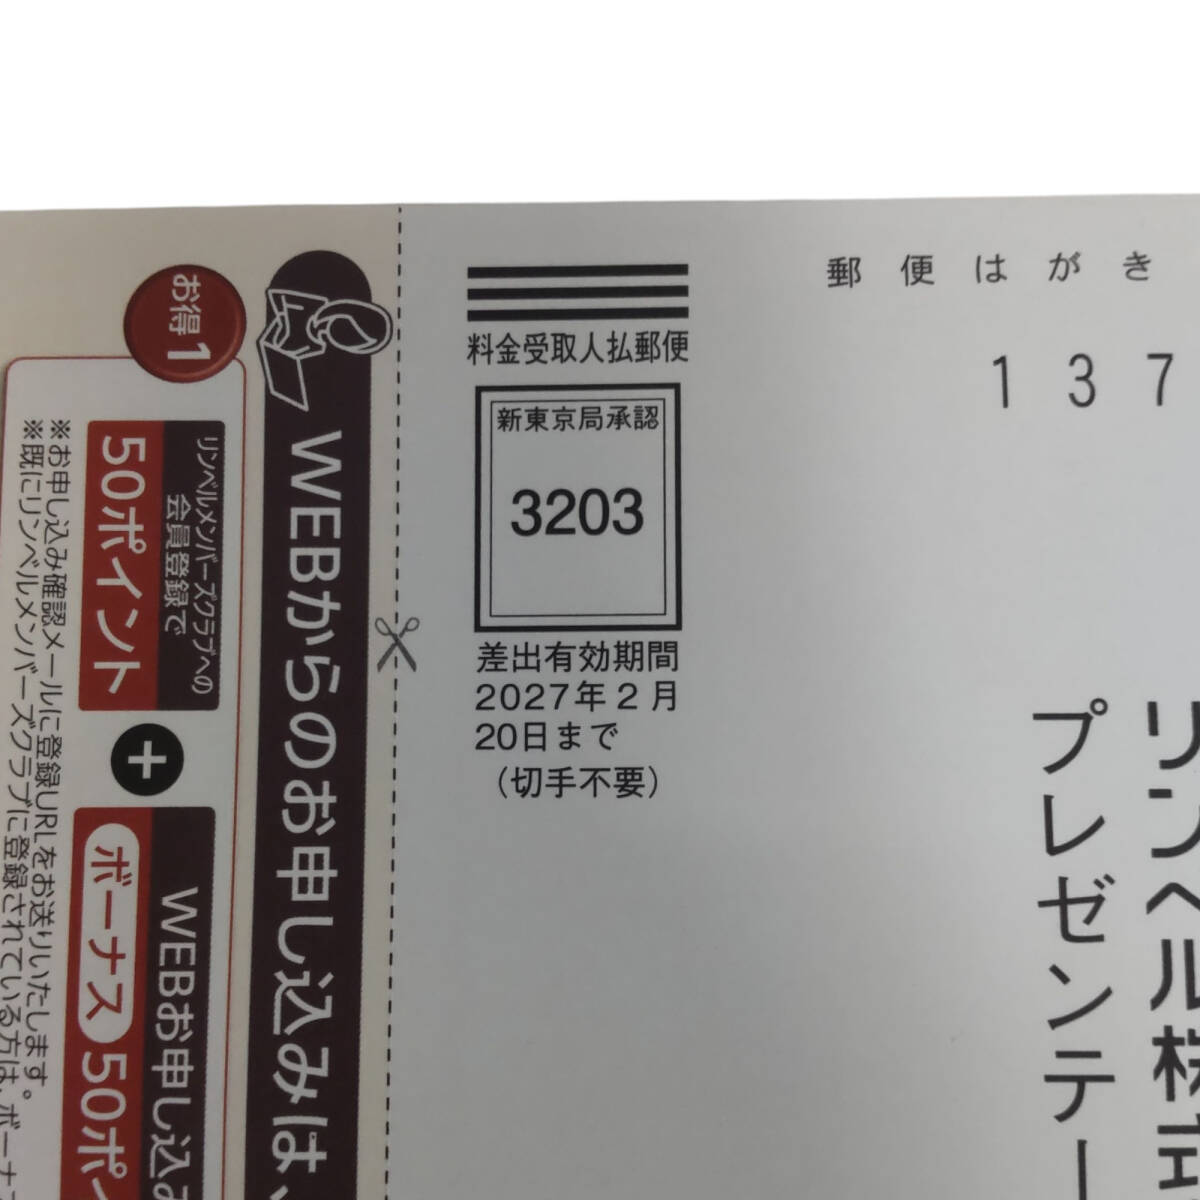 郵便はがき
137
料金受取人払郵便
新東京局承認
3203
差出有効期間
2027年2月
20日まで
（切手不要）
リンベル株式
プレゼンテー
WEBからのお申し込みは、
お得1
リンベルメンバーズクラブへの
会員登録で
50ポイント
+
WEBお申し込み
ボーナス50ポイ
※お申し込み確認メールに登録URLをお送りいたします。
※既にリンベルメンバーズクラブに登録されている方は、ボーナス